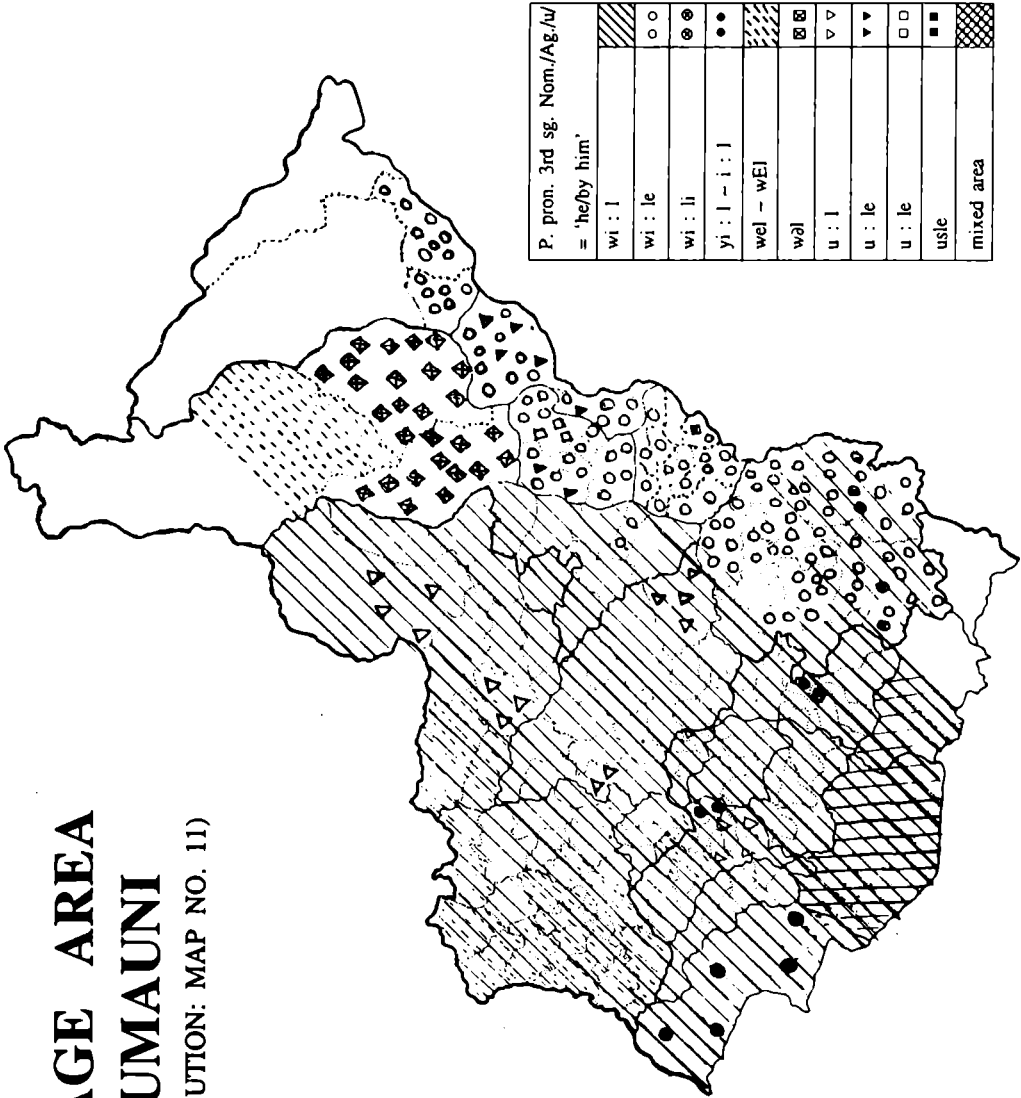 AGE AREA
UMAUNI
UTION: MAP NO. 11)
P. pron. 3rd sg. Nom./Ag./u/
= 'he/by him'
wi : l
wi : le
wi : li
yi : l ~ i : l
wel ~ wEl
wəl
u : l
u : le
u : le
usle
mixed area